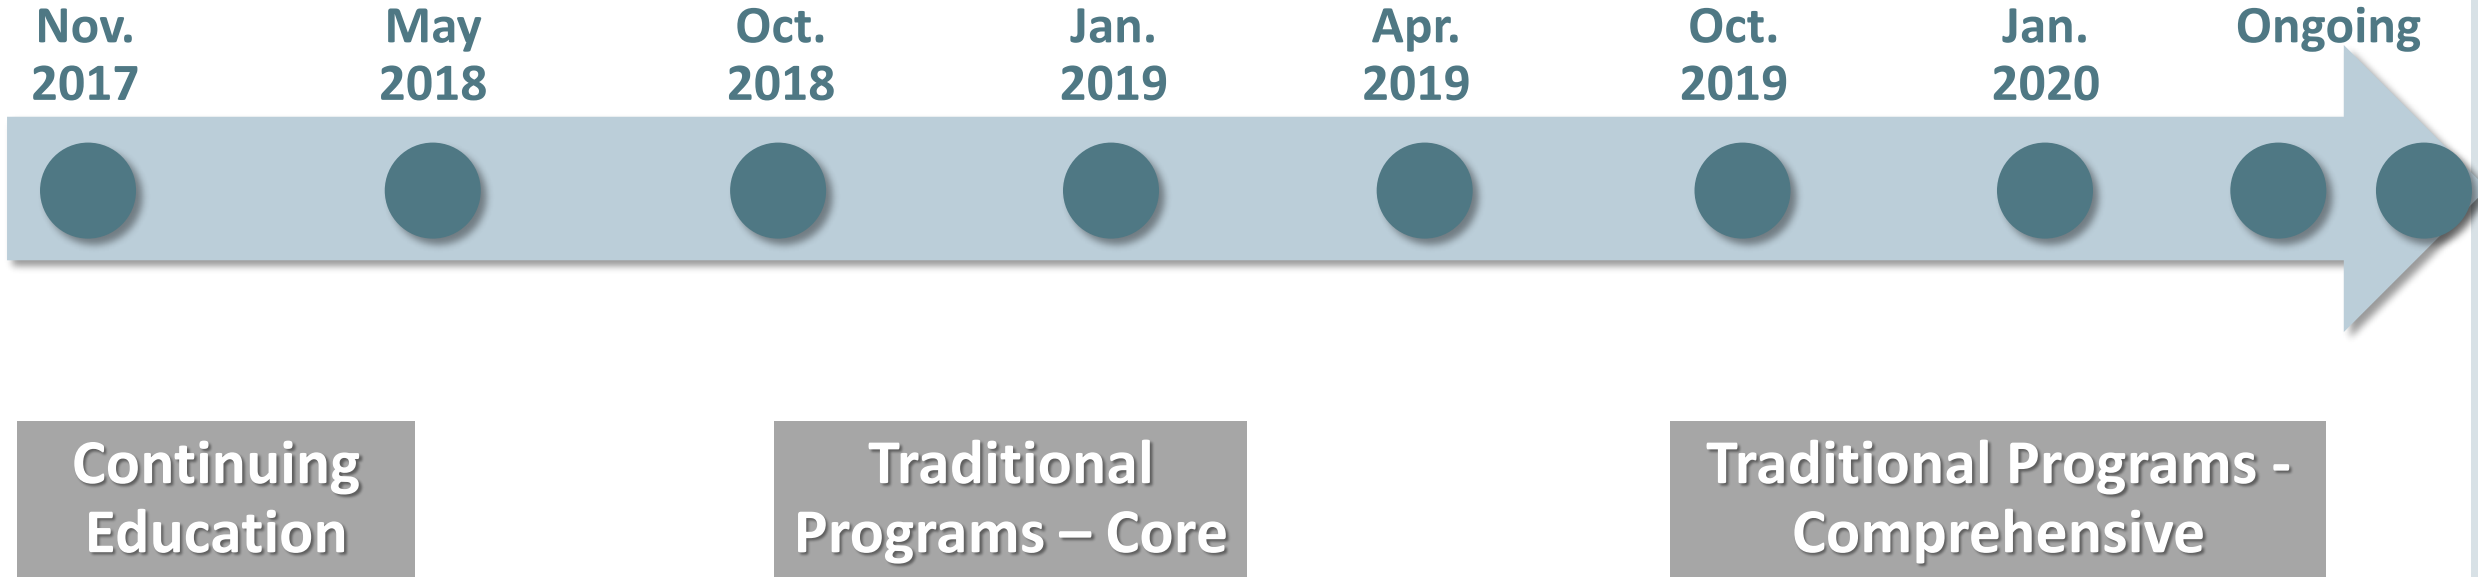 Nov.
2017
May
2018
Oct.
2018
Jan.
2019
Apr.
2019
Oct.
2019
Jan.
2020
Ongoing
Continuing
Education
Traditional
Programs – Core
Traditional Programs -
Comprehensive